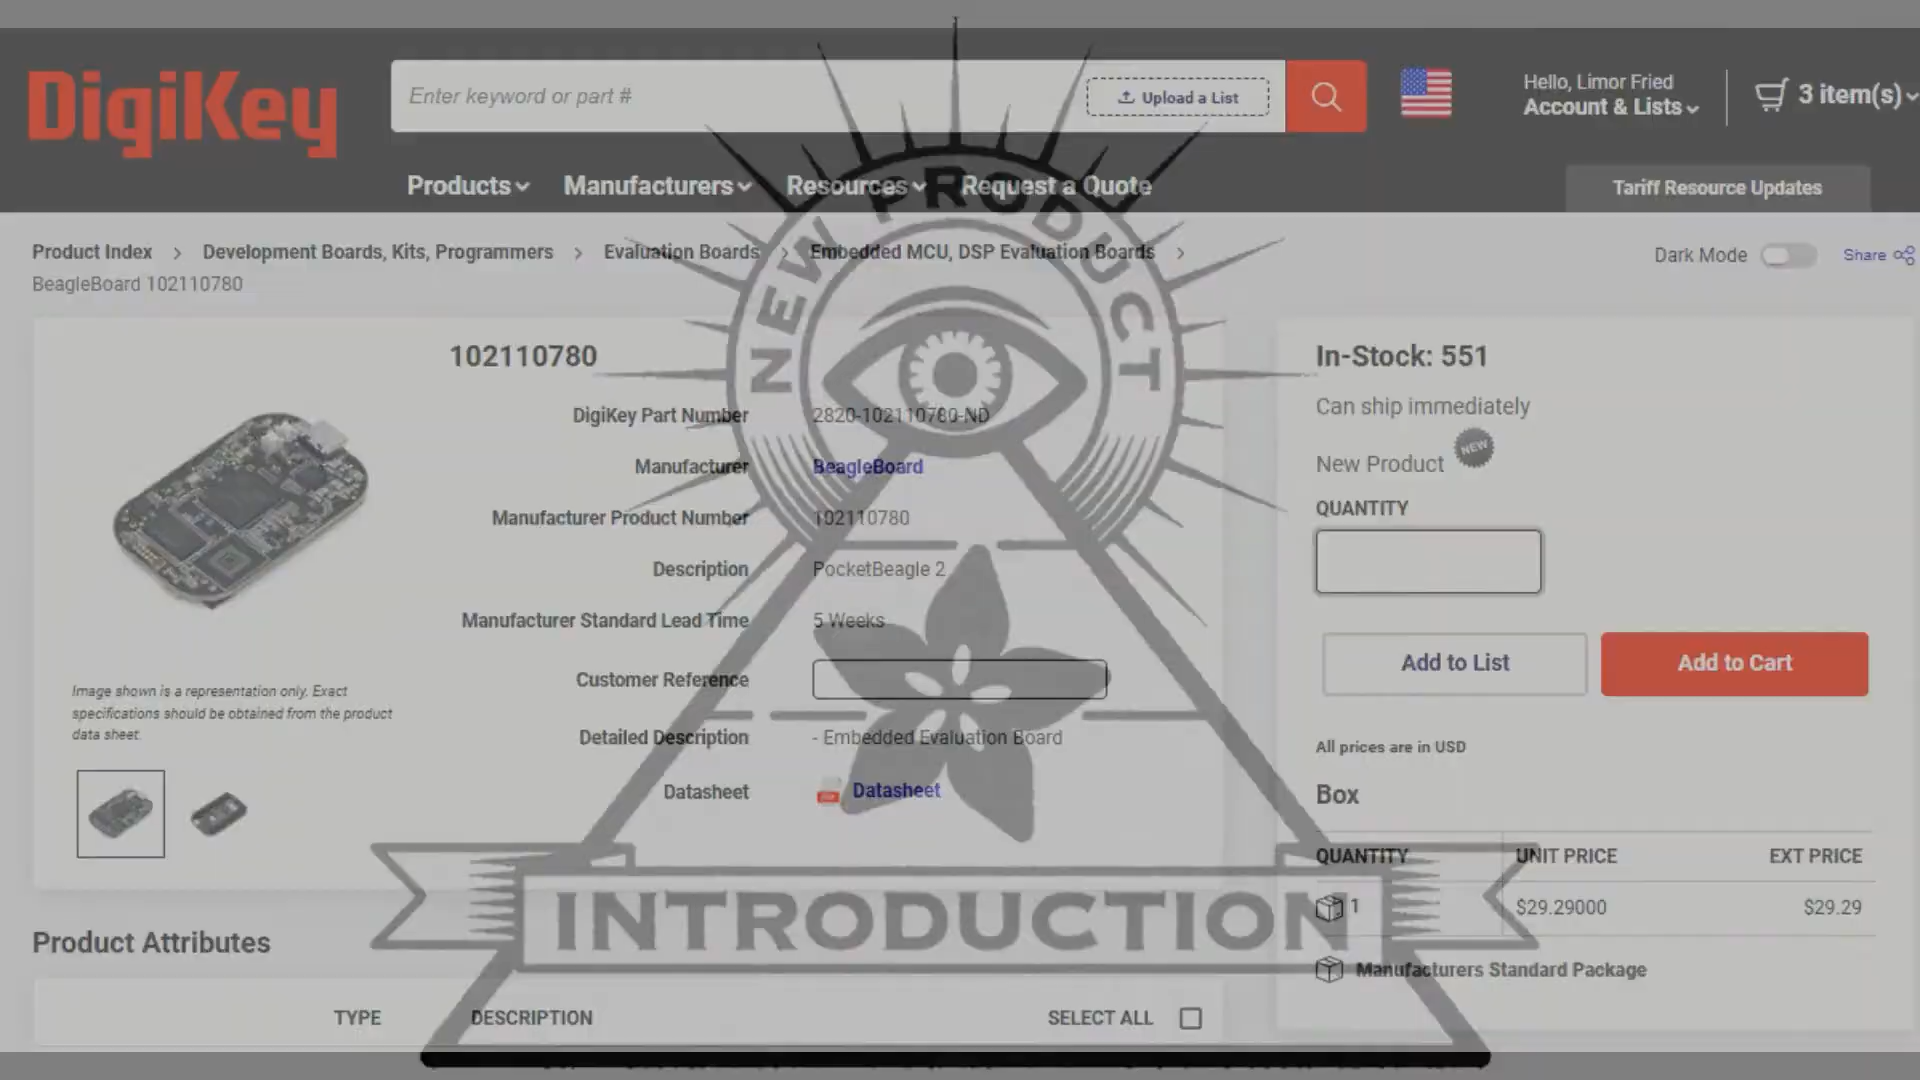 DigiKey
Enter keyword or part #
Upload a List
Hello, Limor Fried
Account & Lists
3 item(s)
Products
Manufacturers
Resources
Request a Quote
Tariff Resource Updates
Product Index > Development Boards, Kits, Programmers > Evaluation Boards > Embedded MCU, DSP Evaluation Boards >
BeagleBoard 102110780
Dark Mode
Share
NEW PRODUCT
102110780
DigiKey Part Number 2820-102110780-ND
Manufacturer BeagleBoard
Manufacturer Product Number 102110780
Description PocketBeagle 2
Manufacturer Standard Lead Time 5 Weeks
Customer Reference
Detailed Description - Embedded Evaluation Board
Datasheet Datasheet
Image shown is a representation only. Exact
specifications should be obtained from the product
data sheet.
In-Stock: 551
Can ship immediately
New Product NEW
QUANTITY
Add to List
Add to Cart
All prices are in USD
Box
QUANTITY UNIT PRICE EXT PRICE
1 $29.29000 $29.29
Manufacturers Standard Package
INTRODUCTION
Product Attributes
TYPE DESCRIPTION SELECT ALL